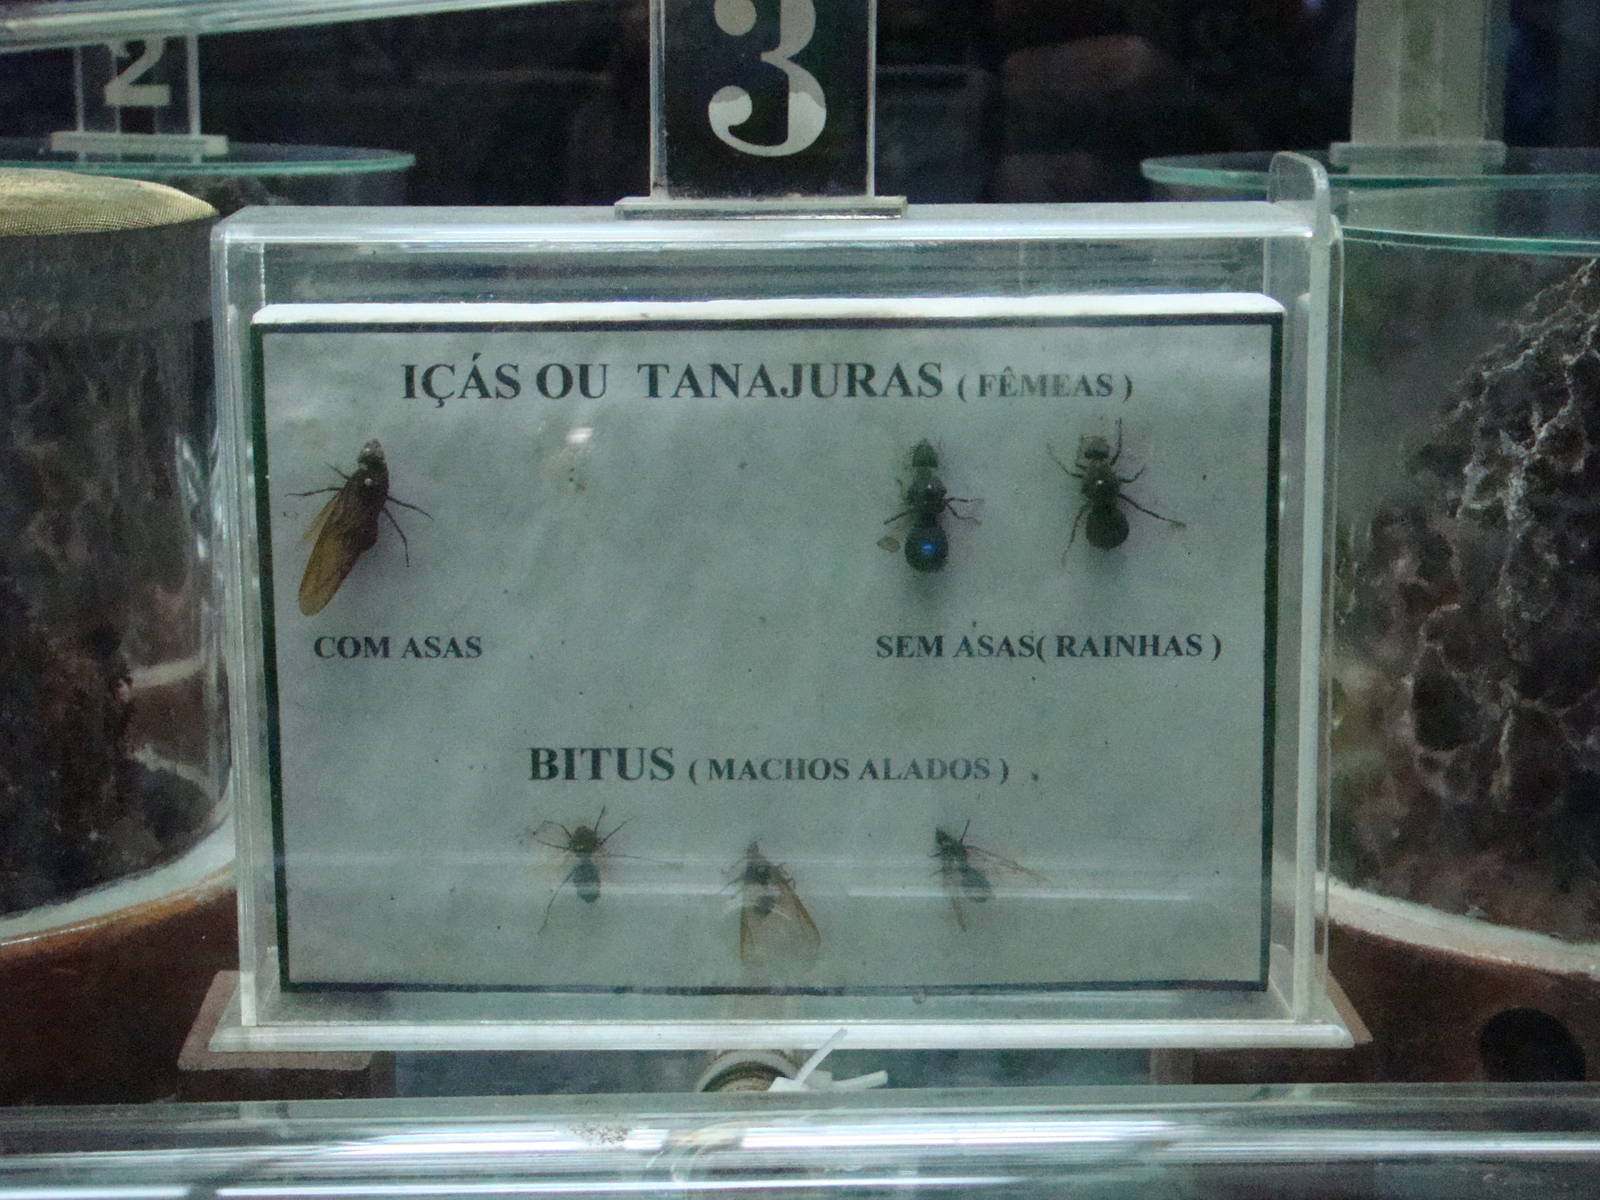 2
3
IÇÁS OU TANAJURAS ( FÊMEAS )
COM ASAS
SEM ASAS( RAINHAS )
BITUS ( MACHOS ALADOS )